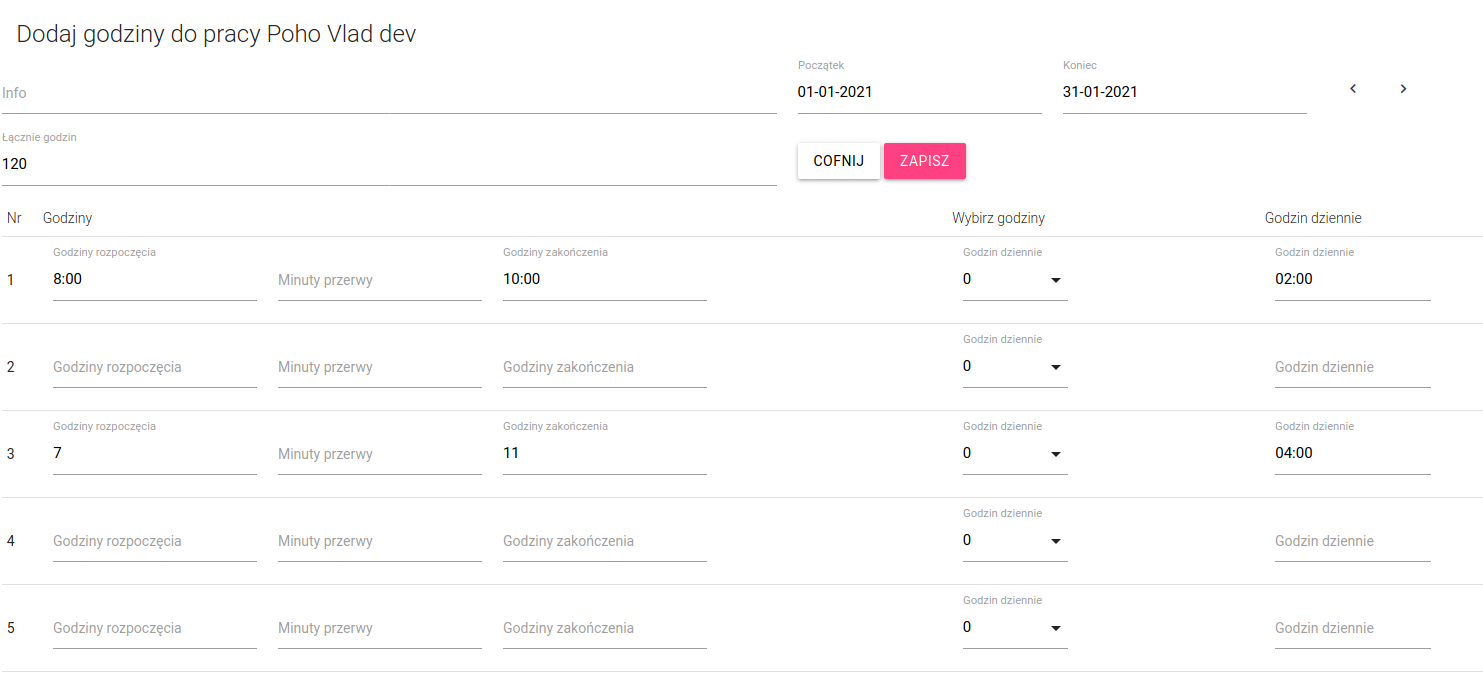 Dodaj godziny do pracy Poho Vlad dev
Info
Początek
01-01-2021
Koniec
31-01-2021
Łącznie godzin
120
COFNIJ ZAPISZ
Nr Godziny Wybirz godziny Godzin dziennie
Godziny rozpoczęcia Godziny zakończenia Godzin dziennie Godzin dziennie
1 8:00 Minuty przerwy 10:00 0 02:00
Godzin dziennie
2 Godziny rozpoczęcia Minuty przerwy Godziny zakończenia 0 Godzin dziennie
Godziny rozpoczęcia Godziny zakończenia Godzin dziennie Godzin dziennie
3 7 Minuty przerwy 11 0 04:00
Godzin dziennie
4 Godziny rozpoczęcia Minuty przerwy Godziny zakończenia 0 Godzin dziennie
Godzin dziennie
5 Godziny rozpoczęcia Minuty przerwy Godziny zakończenia 0 Godzin dziennie